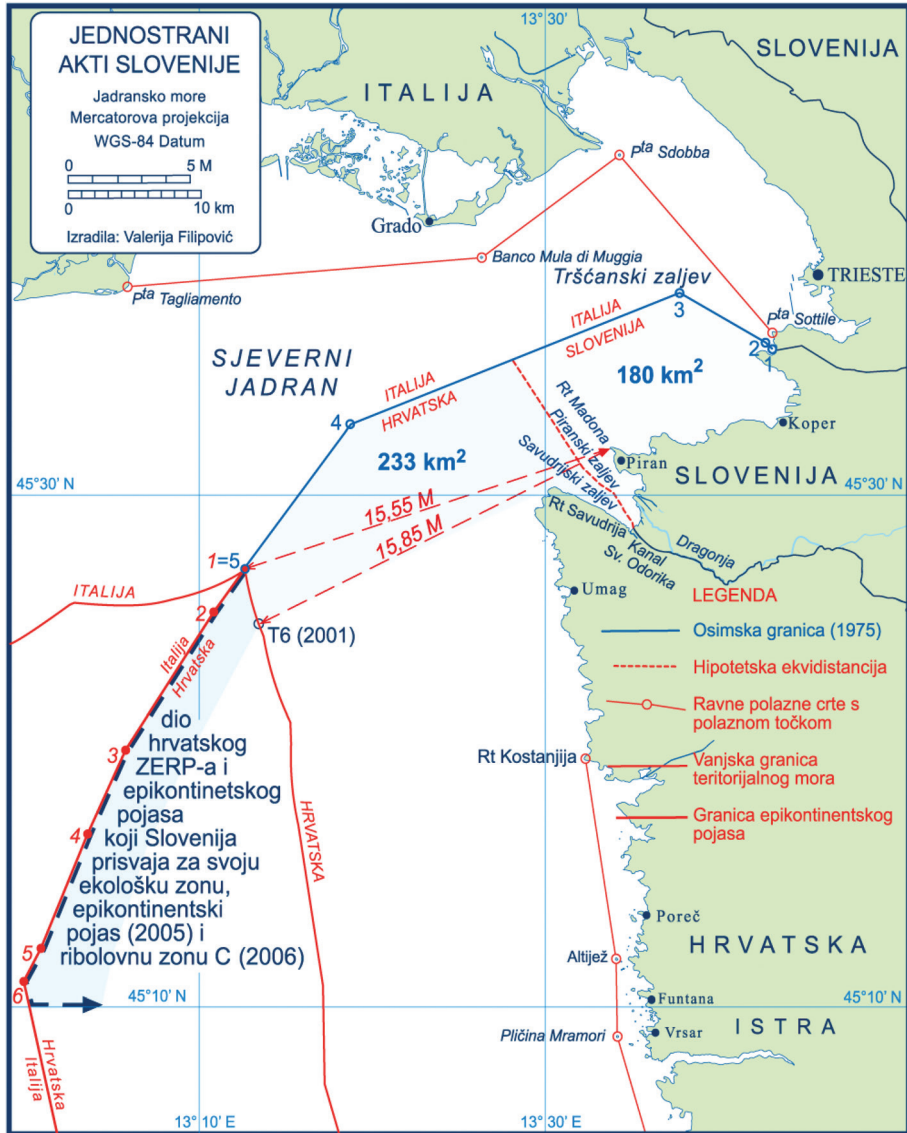 JEDNOSTRANI
AKTI SLOVENIJE
Jadransko more
Mercatorova projekcija
WGS-84 Datum
0 5 M
0 10 km
Izradila: Valerija Filipović
13°30'
SLOVENIJA
ITALIJA
Pta Sdobba
Grado
Banco Mula di Muggia
Tršćanski zaljev
TRIESTE
Pta Tagliamento
3
Pta Sottile
2
1
ITALIJA
SLOVENIJA
SJEVERNI
JADRAN
180 km2
ITALIJA
HRVATSKA
4
Rt Madona
Piranski zaljev
Savudrijski zaljev
Koper
233 km2
Piran
SLOVENIJA
45°30' N
45°30' N
15,55 M
15,85 M
Rt Savudrija
Kanal
Sv. Odorika
Dragonja
1=5
ITALIJA
Umag
2
T6 (2001)
Italija
Hrvatska
LEGENDA
Osimska granica (1975)
Hipotetska ekvidistancija
Ravne polazne crte s
polaznom točkom
Vanjska granica
teritorijalnog mora
Granica epikontinentskog
pojasa
3
dio
hrvatskog
ZERP-a i
epikontinetskog
pojasa
koji Slovenija
prisvaja za svoju
ekološku zonu,
epikontinentski
pojas (2005) i
ribolovnu zonu C (2006)
HRVATSKA
Rt Kostanjija
4
5
6
Poreč
HRVATSKA
Altijež
45°10' N
45°10' N
Funtana
ISTRA
Pličina Mramori
Vrsar
Hrvatska
Italija
13°10' E
13°30' E